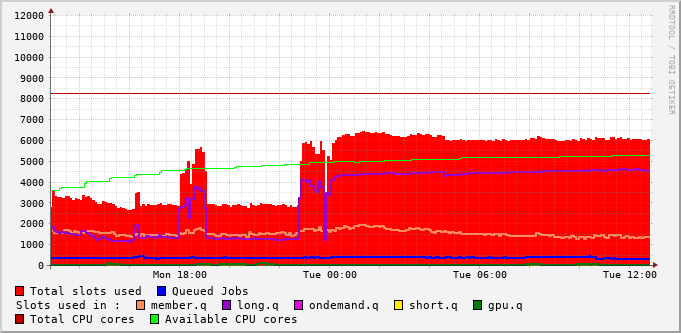 12000
11000
10000
9000
8000
7000
6000
5000
4000
3000
2000
1000
0
Mon 18:00 Tue 00:00 Tue 06:00 Tue 12:00
RRDTOOL / TOBI OETIKER
Total slots used Queued Jobs
Slots used in : member.q long.q ondemand.q short.q gpu.q
Total CPU cores Available CPU cores